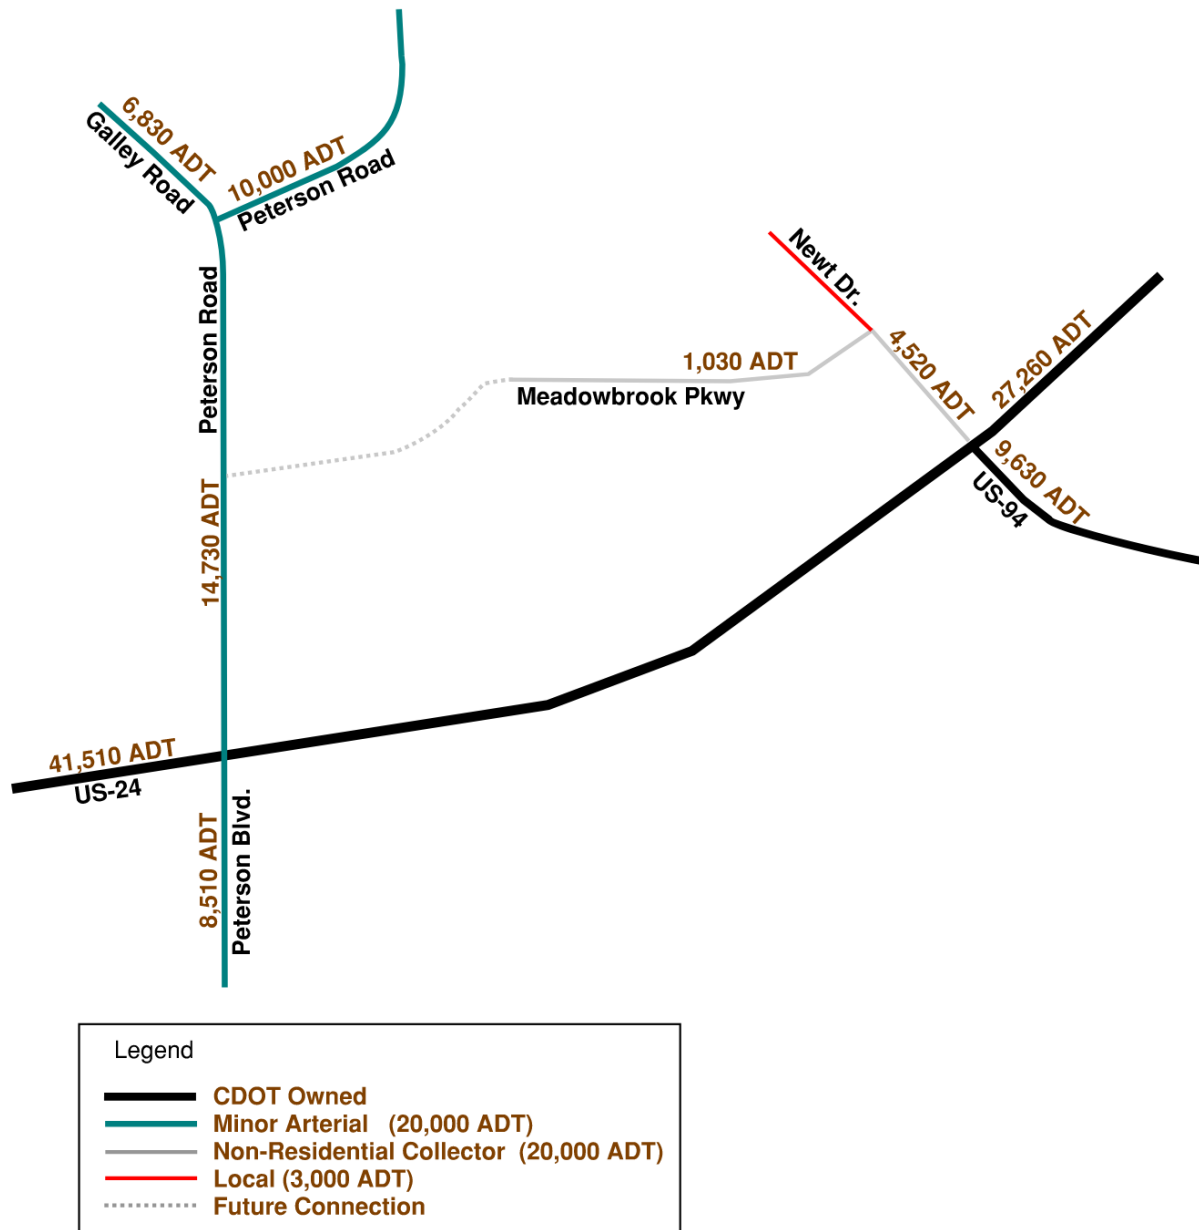 6,830 ADT
Galley Road
10,000 ADT
Peterson Road
Peterson Road
Newt Dr.
4,520 ADT
27,260 ADT
1,030 ADT
Meadowbrook Pkwy
9,630 ADT
US-94
14,730 ADT
41,510 ADT
US-24
8,510 ADT
Peterson Blvd.
Legend
CDOT Owned
Minor Arterial (20,000 ADT)
Non-Residential Collector (20,000 ADT)
Local (3,000 ADT)
Future Connection